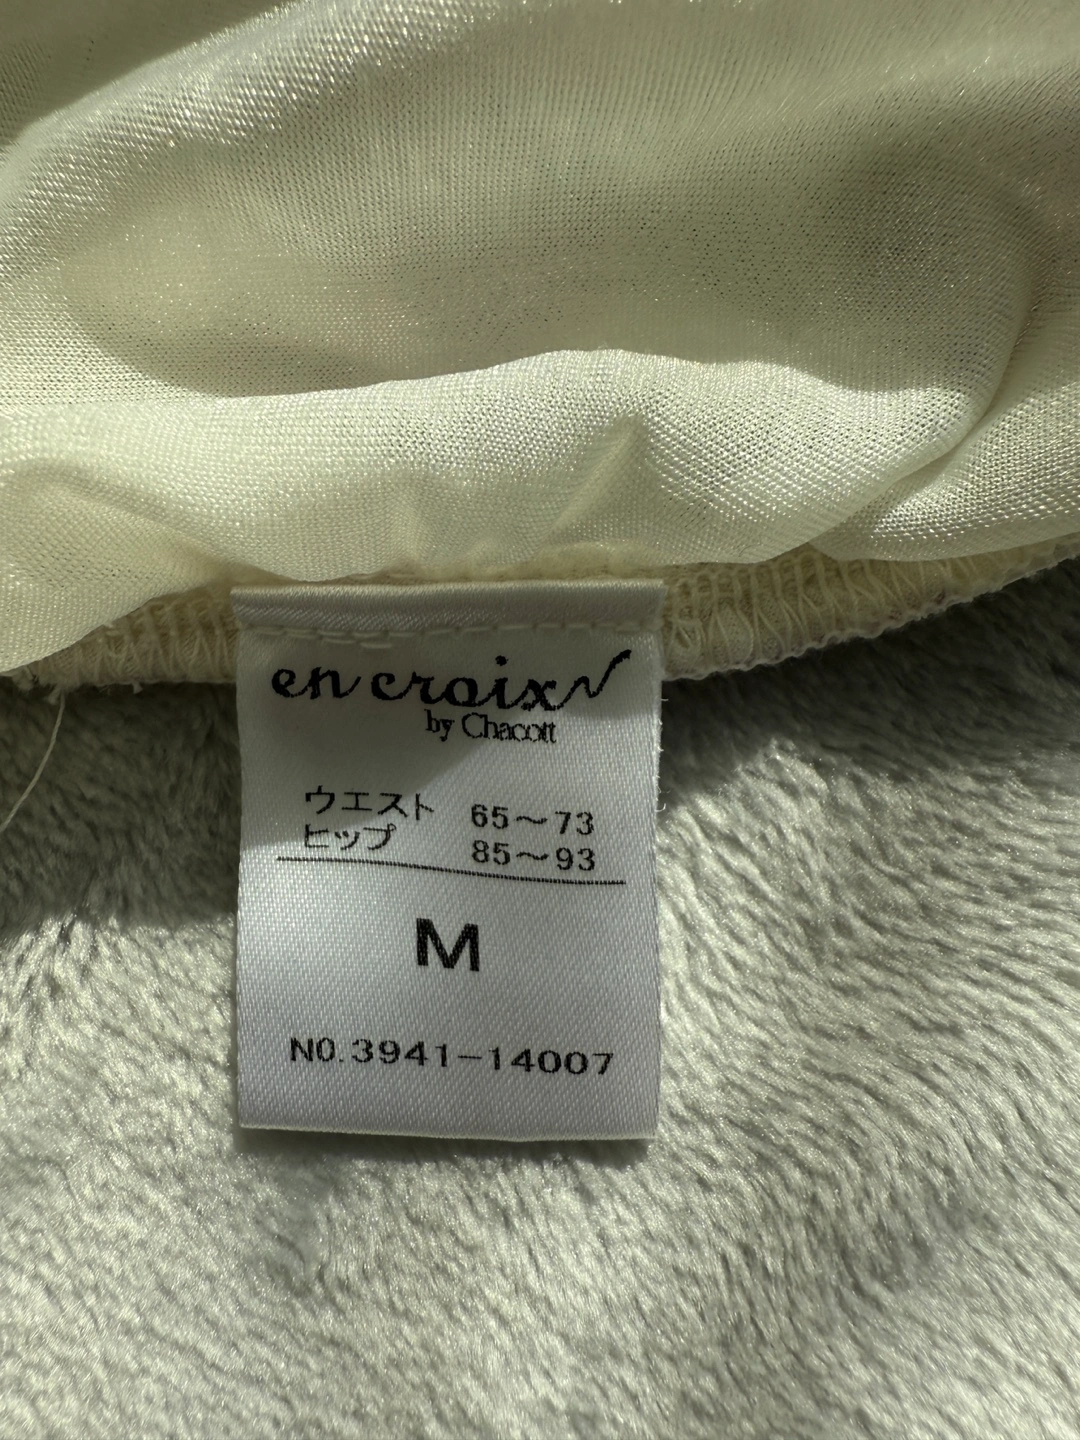 en croix
by Chacott
ウエスト 65〜73
ヒップ 85〜93
M
NO.3941-14007